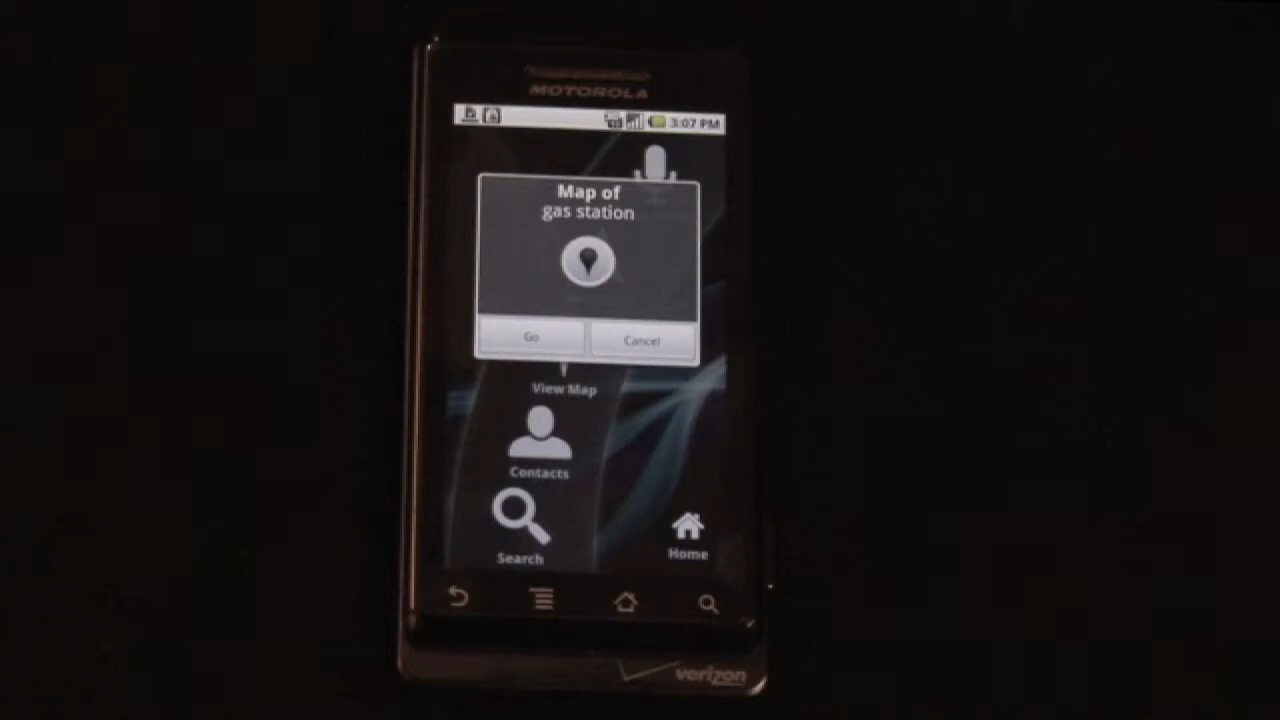 MOTOROLA
3:07 PM
Map of
gas station
Go
Cancel
View Map
Contacts
Search
Home
verizon